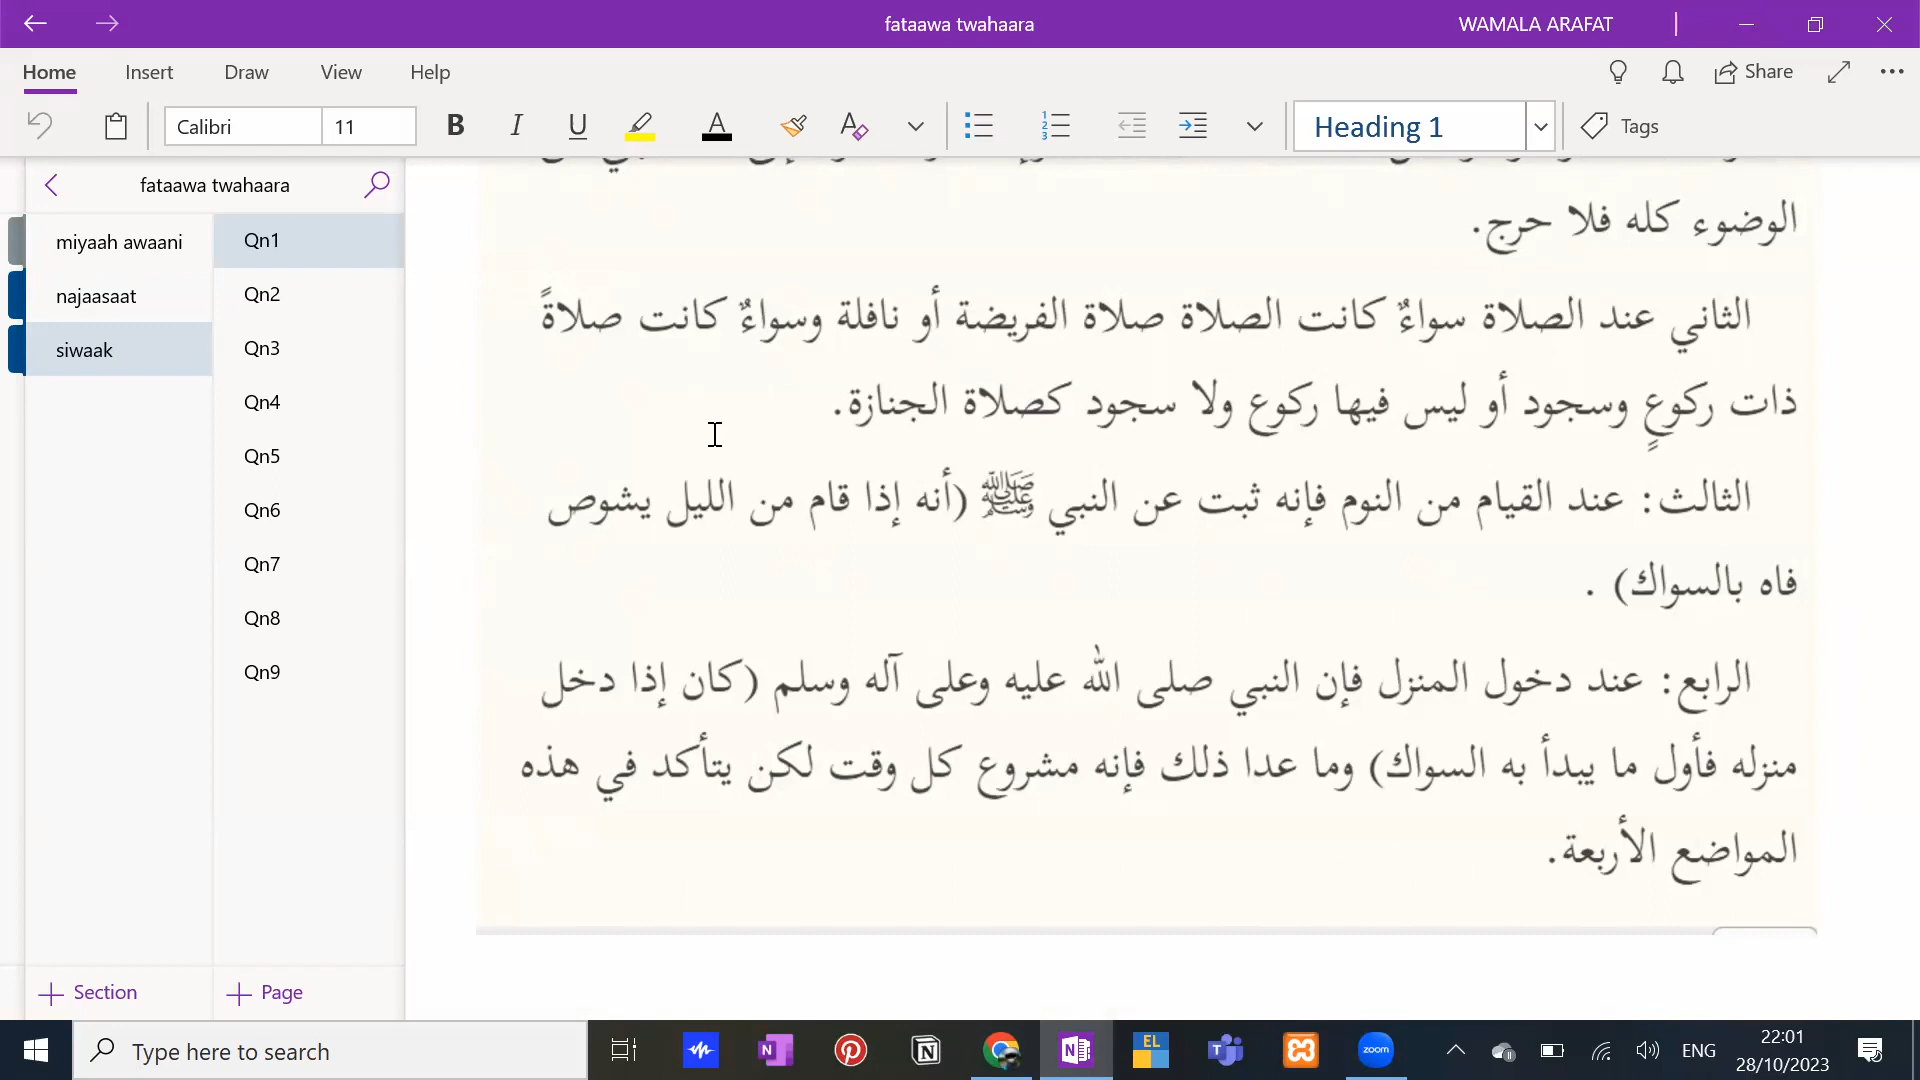 fataawa twahaara
WAMALA ARAFAT
Home Insert View Draw Help
Share
Calibri 11 B I U
Heading 1
Tags
fataawa twahaara
miyaah awaani
najaasaat
siwaak
Qn1
Qn2
Qn3
Qn4
Qn5
Qn6
Qn7
Qn8
Qn9
Section
Page
الوضوء كله فلا حرج.
الثاني عند الصلاة سواءٌ كانت الصلاة صلاة الفريضة أو نافلة وسواءٌ كانت صلاةً
ذات ركوعٍ وسجود أو ليس فيها ركوع ولا سجود كصلاة الجنازة.
الثالث: عند القيام من النوم فإنه ثبت عن النبي ﷺ (أنه إذا قام من الليل يشوص
فاه بالسواك) .
الرابع: عند دخول المنزل فإن النبي صلى الله عليه وعلى آله وسلم (كان إذا دخل
منزله فأول ما يبدأ به السواك) وما عدا ذلك فإنه مشروع كل وقت لكن يتأكد في هذه
المواضع الأربعة.
Type here to search
EL
zoom
ENG
22:01
28/10/2023